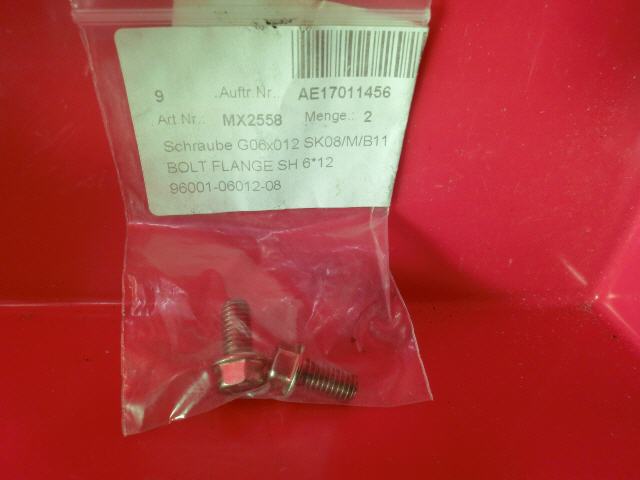 9 Auftr.Nr.: AE17011456
Art Nr.: MX2558 Menge.: 2
Schraube G06x012 SK08/M/B11
BOLT FLANGE SH 6*12
96001-06012-08